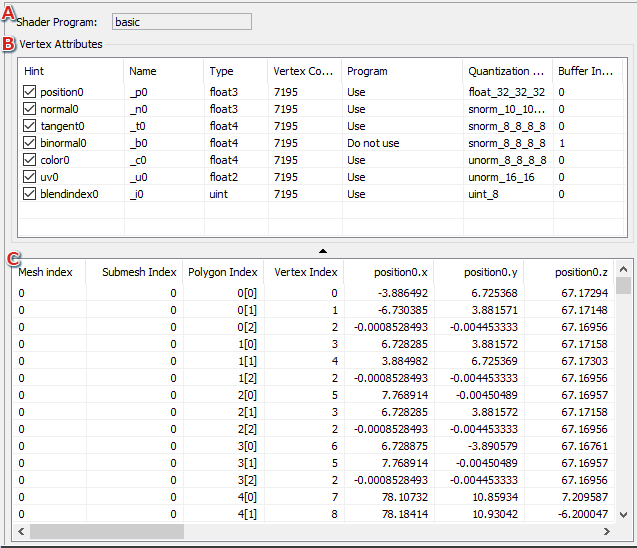 A
Shader Program: basic
B Vertex Attributes
Hint Name Type Vertex Co... Program Quantization ... Buffer In...
position0 _p0 float3 7195 Use float_32_32_32 0
normal0 _n0 float3 7195 Use snorm_10_10... 0
tangent0 _t0 float4 7195 Use snorm_8_8_8_8 0
binormal0 _b0 float4 7195 Do not use snorm_8_8_8_8 1
color0 _c0 float4 7195 Use unorm_8_8_8_8 0
uv0 _u0 float2 7195 Use unorm_16_16 0
blendindex0 _i0 uint 7195 Use uint_8 0
C
Mesh index Submesh Index Polygon Index Vertex Index position0.x position0.y position0.z
0 0 0[0] 0 -3.886492 6.725368 67.17294
0 0 0[1] 1 -6.730385 3.881571 67.17148
0 0 0[2] 2 -0.0008528493 -0.004453333 67.16956
0 0 1[0] 3 6.728285 3.881572 67.17158
0 0 1[1] 4 3.884982 6.725369 67.17303
0 0 1[2] 2 -0.0008528493 -0.004453333 67.16956
0 0 2[0] 5 7.768914 -0.00450489 67.16957
0 0 2[1] 3 6.728285 3.881572 67.17158
0 0 2[2] 2 -0.0008528493 -0.004453333 67.16956
0 0 3[0] 6 6.728875 -3.890579 67.16761
0 0 3[1] 5 7.768914 -0.00450489 67.16957
0 0 3[2] 2 -0.0008528493 -0.004453333 67.16956
0 0 4[0] 7 78.10732 10.85934 7.209587
0 0 4[1] 8 78.18414 10.93042 -6.200047